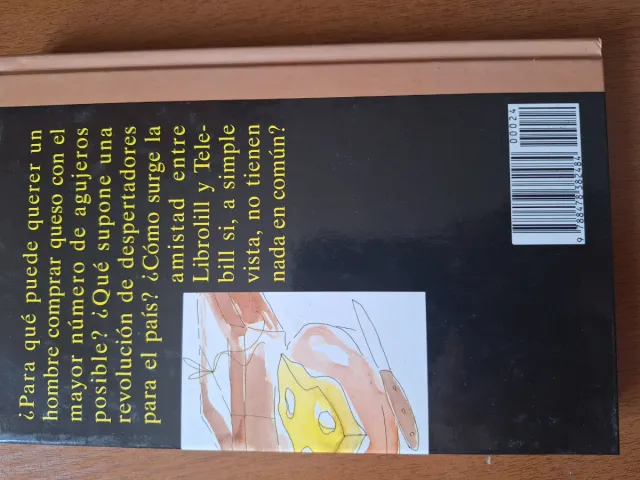 ¿Para qué puede querer un
hombre comprar queso con el
mayor número de agujeros
posible? ¿Qué supone una
revolución de despertadores
para el país? ¿Cómo surge la
amistad entre
Librolill y Tele-
bill si, a simple
vista, no tienen
nada en común?
00024
9 788478 382484